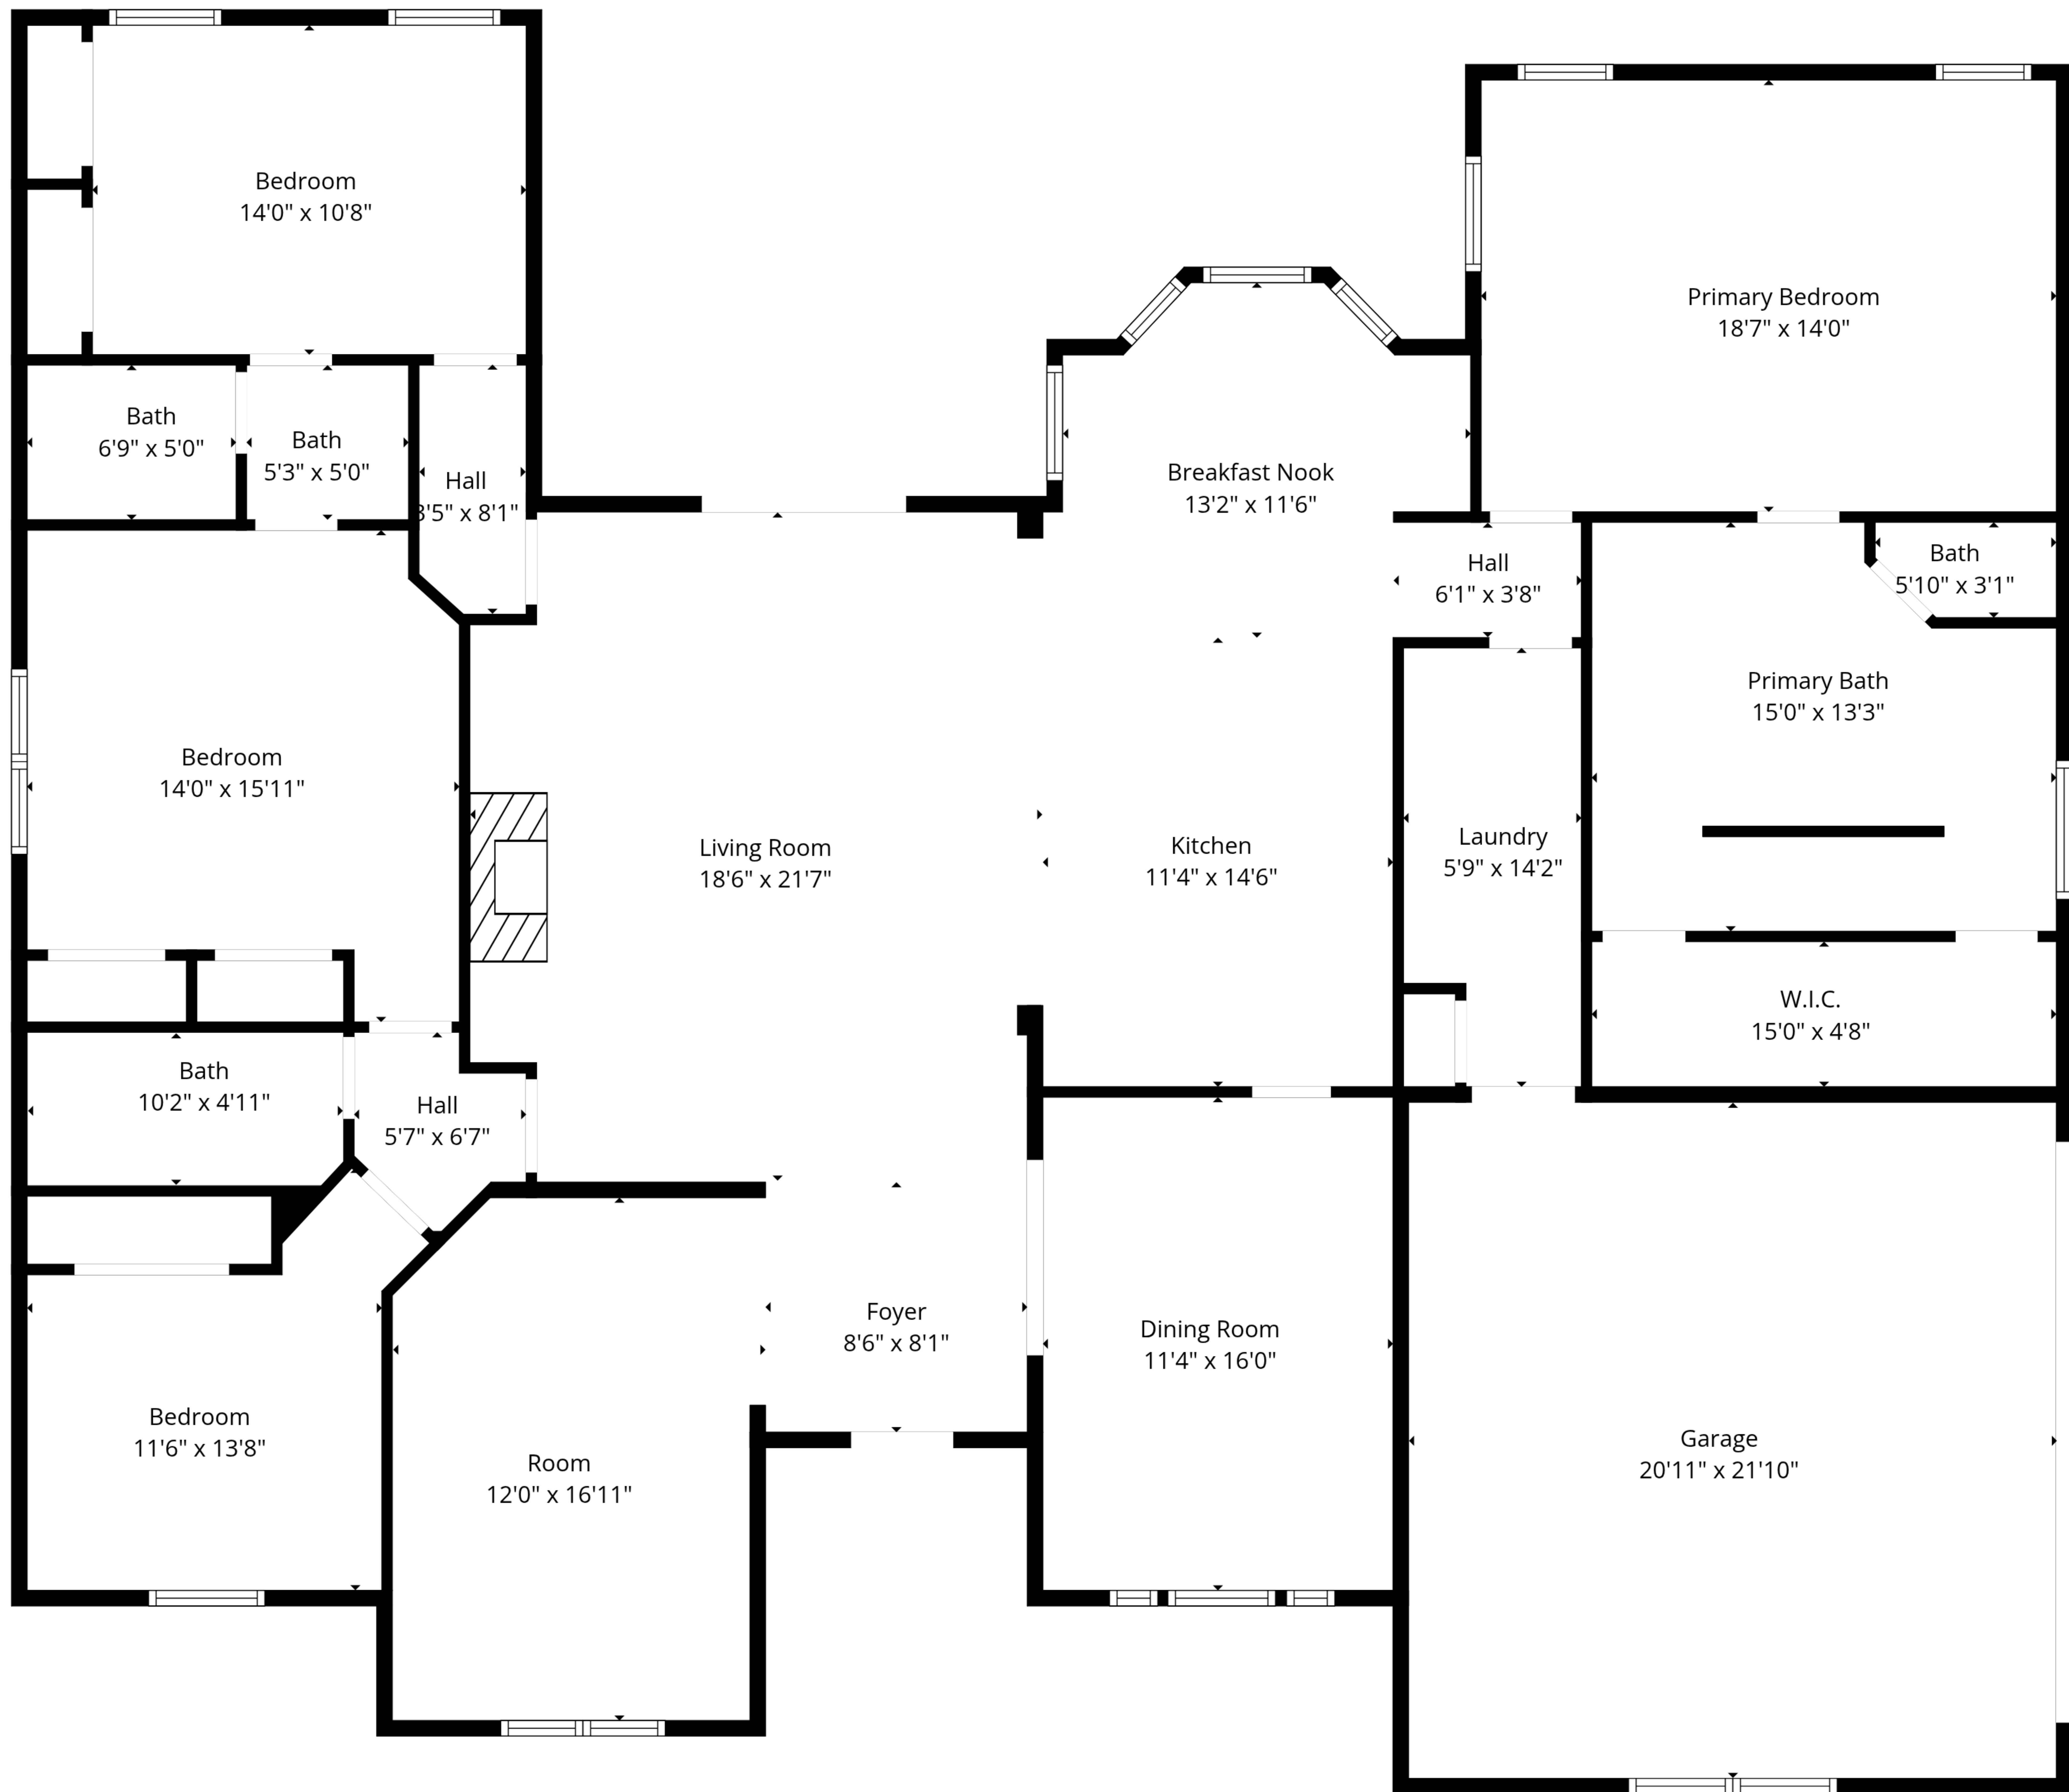 Bedroom
14'0" x 10'8"
Primary Bedroom
18'7" x 14'0"
Bath
6'9" x 5'0"
Bath
5'3" x 5'0"
Hall
3'5" x 8'1"
Breakfast Nook
13'2" x 11'6"
Hall
6'1" x 3'8"
Bath
5'10" x 3'1"
Primary Bath
15'0" x 13'3"
Bedroom
14'0" x 15'11"
Living Room
18'6" x 21'7"
Kitchen
11'4" x 14'6"
Laundry
5'9" x 14'2"
W.I.C.
15'0" x 4'8"
Bath
10'2" x 4'11"
Hall
5'7" x 6'7"
Foyer
8'6" x 8'1"
Dining Room
11'4" x 16'0"
Bedroom
11'6" x 13'8"
Room
12'0" x 16'11"
Garage
20'11" x 21'10"